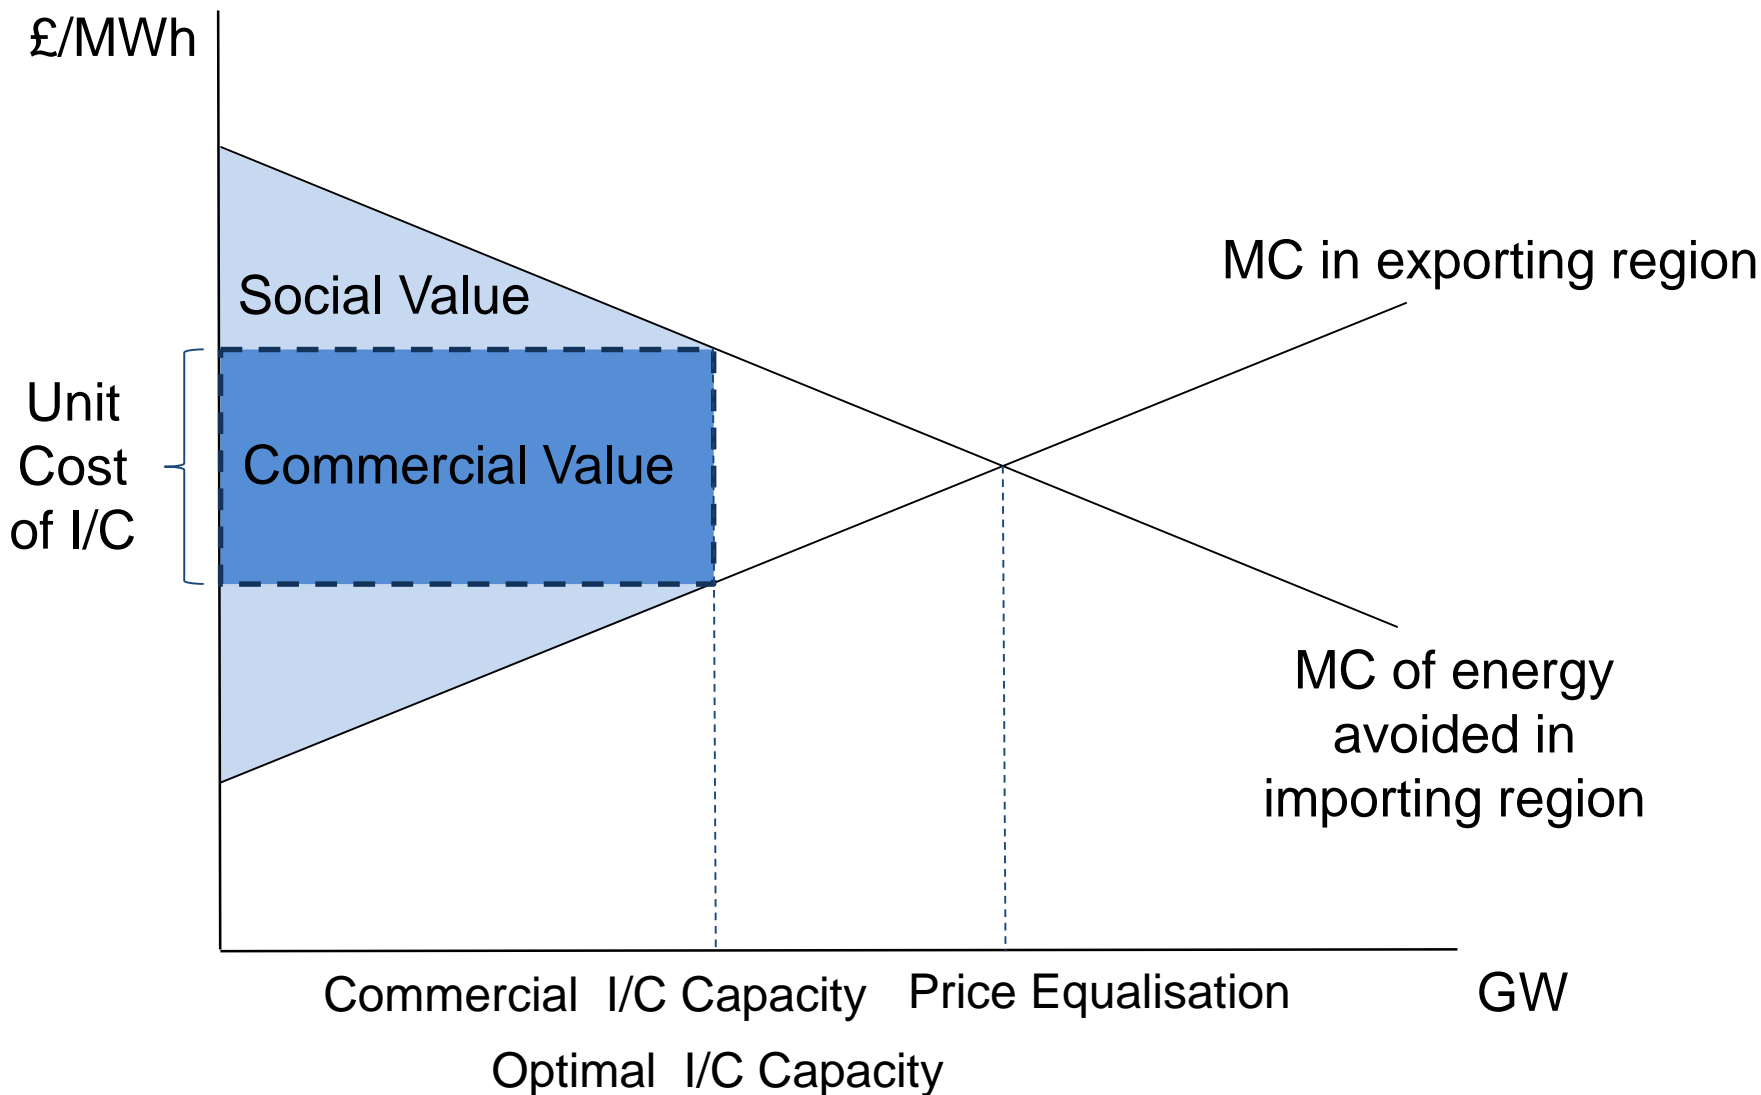 £/MWh
MC in exporting region
Social Value
Unit
Cost
of I/C
Commercial Value
MC of energy
avoided in
importing region
Commercial I/C Capacity
Price Equalisation
GW
Optimal I/C Capacity